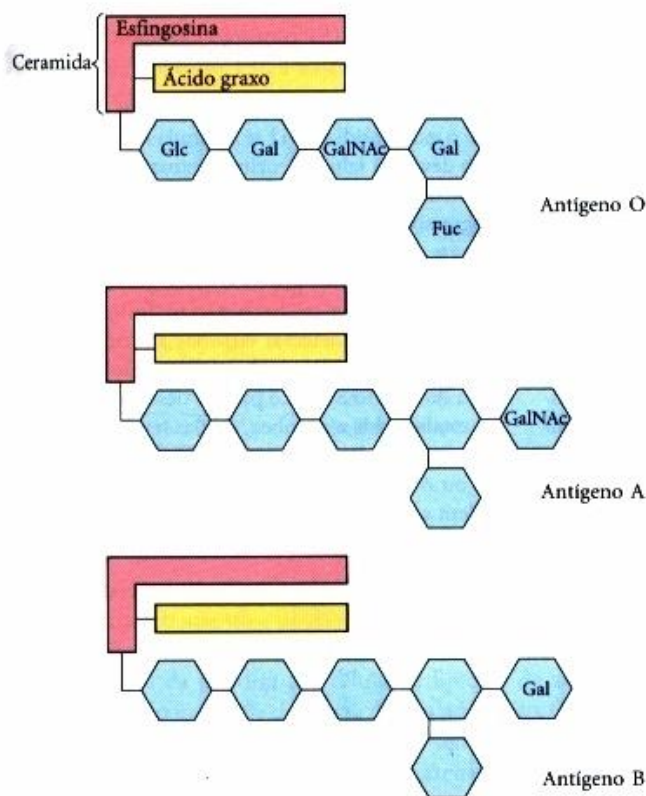 Esfingosina
Ceramida
Ácido graxo
Glc
Gal
GalNAc
Gal
Fuc
Antígeno O
GalNAc
Antígeno A
Gal
Antígeno B